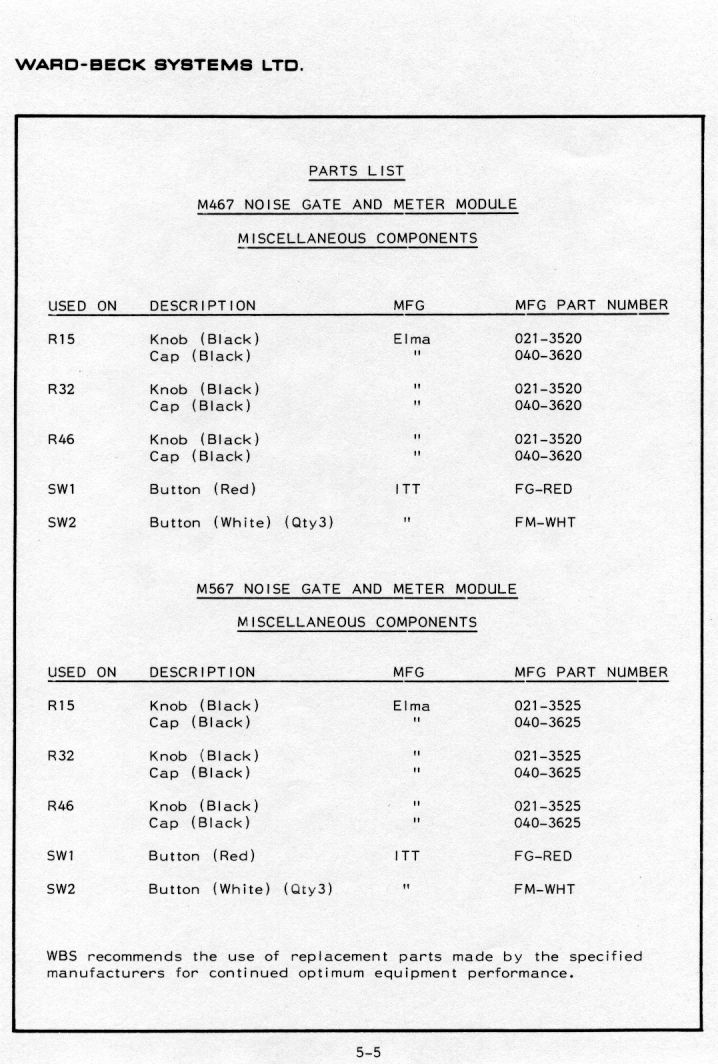 WARD-BECK SYSTEMS LTD.
PARTS LIST
M467 NOISE GATE AND METER MODULE
MISCELLANEOUS COMPONENTS
USED ON DESCRIPTION MFG MFG PART NUMBER
R15 Knob (Black) Elma 021-3520
Cap (Black) " 040-3620
R32 Knob (Black) " 021-3520
Cap (Black) " 040-3620
R46 Knob (Black) " 021-3520
Cap (Black) " 040-3620
SW1 Button (Red) ITT FG-RED
SW2 Button (White) (Qty3) " FM-WHT
M567 NOISE GATE AND METER MODULE
MISCELLANEOUS COMPONENTS
USED ON DESCRIPTION MFG MFG PART NUMBER
R15 Knob (Black) Elma 021-3525
Cap (Black) " 040-3625
R32 Knob (Black) " 021-3525
Cap (Black) " 040-3625
R46 Knob (Black) " 021-3525
Cap (Black) " 040-3625
SW1 Button (Red) ITT FG-RED
SW2 Button (White) (Qty3) " FM-WHT
WBS recommends the use of replacement parts made by the specified
manufacturers for continued optimum equipment performance.
5-5